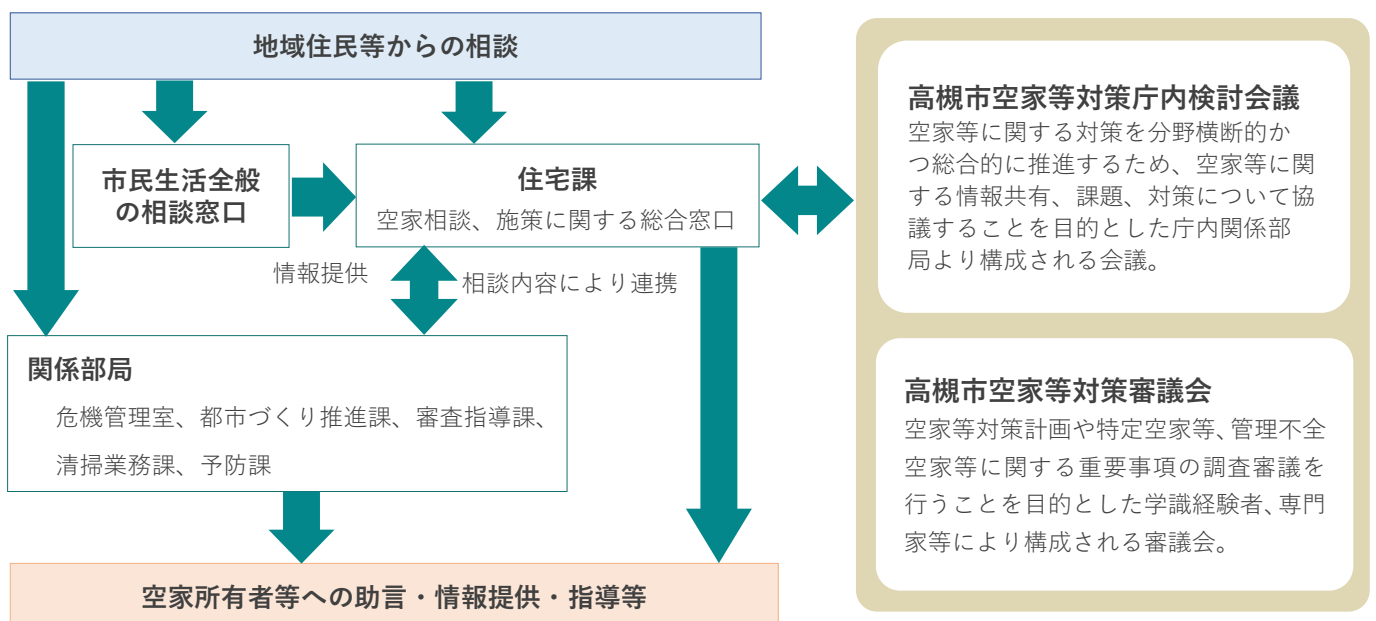 地域住民等からの相談
市民生活全般
の相談窓口
住宅課
空家相談、施策に関する総合窓口
情報提供
相談内容により連携
関係部局
危機管理室、都市づくり推進課、審査指導課、
清掃業務課、予防課
空家所有者等への助言・情報提供・指導等
高槻市空家等対策庁内検討会議
空家等に関する対策を分野横断的か
つ総合的に推進するため、空家等に関
する情報共有、課題、対策について協
議することを目的とした庁内関係部
局より構成される会議。
高槻市空家等対策審議会
空家等対策計画や特定空家等、管理不全
空家等に関する重要事項の調査審議を
行うことを目的とした学識経験者、専門
家等により構成される審議会。